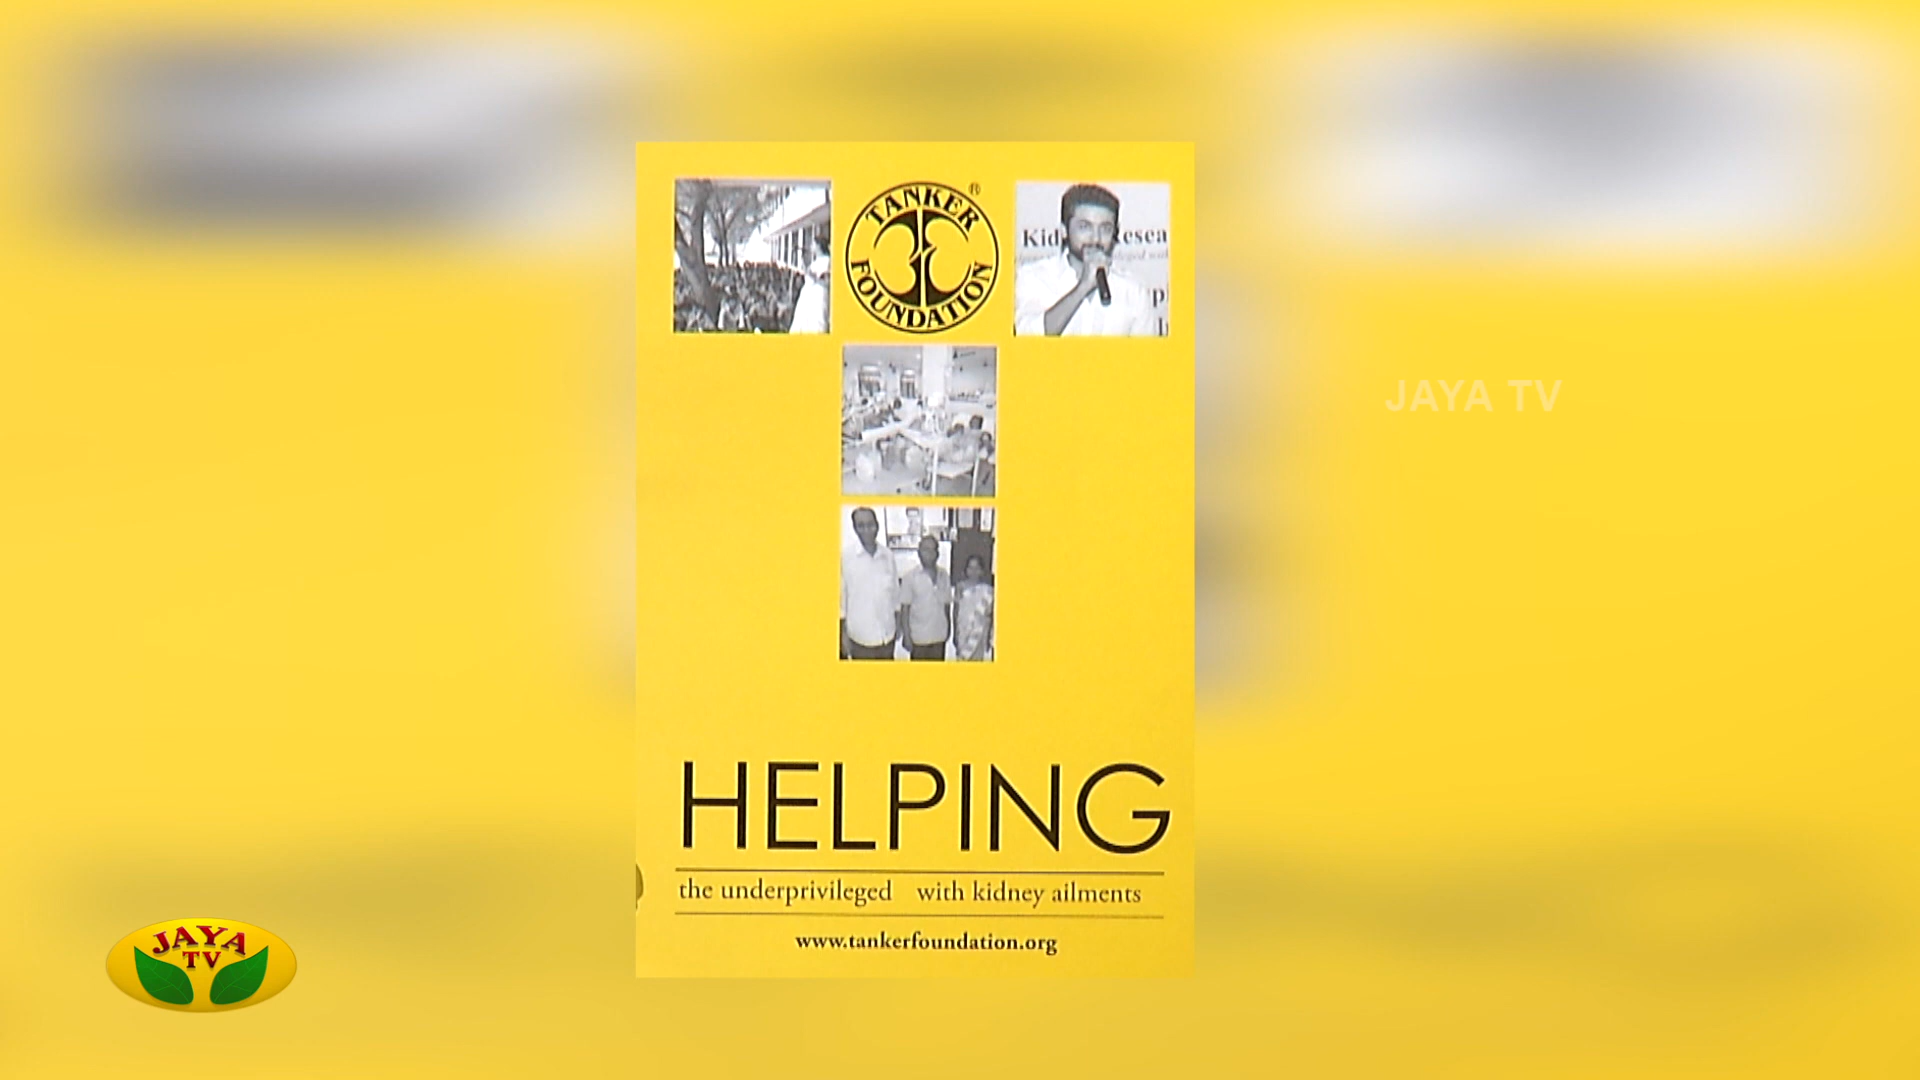 TANKER
FOUNDATION
®
JAYA TV
HELPING
the underprivileged with kidney ailments
www.tankerfoundation.org
JAYA
TV